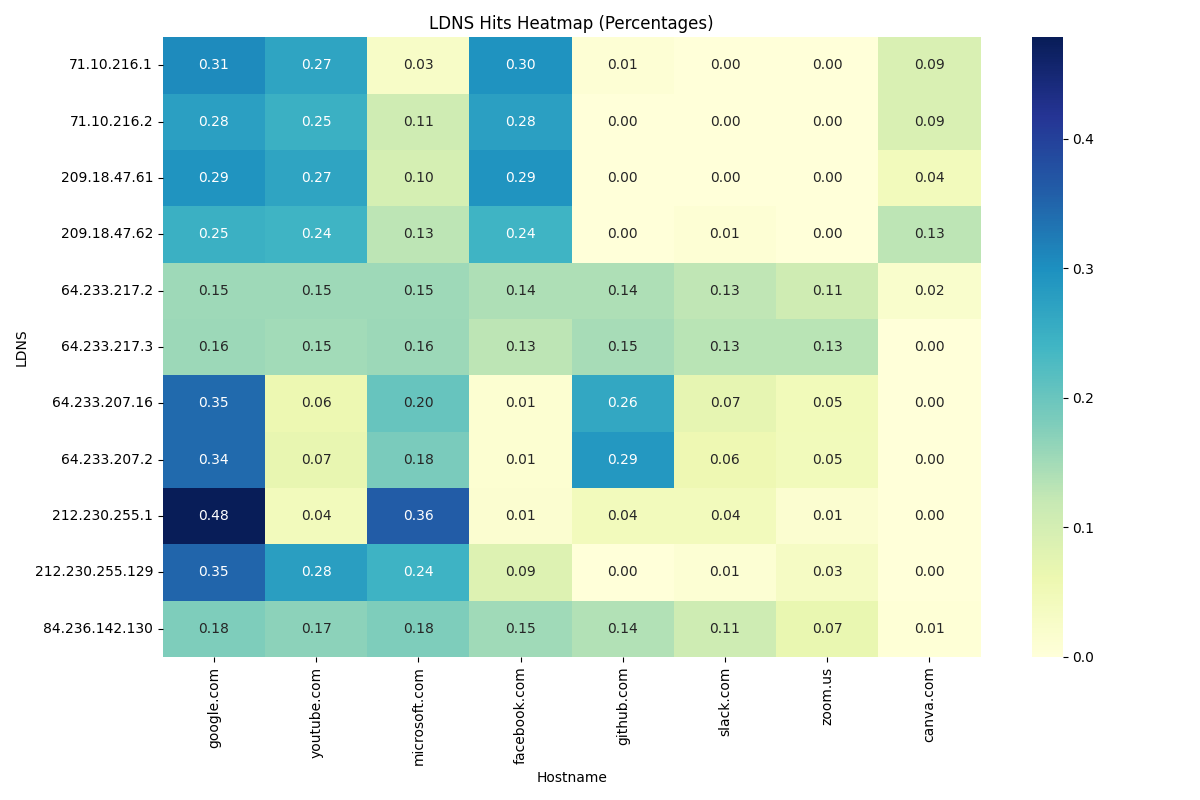 LDNS Hits Heatmap (Percentages)
LDNS
71.10.216.1 0.31 0.27 0.03 0.30 0.01 0.00 0.00 0.09
71.10.216.2 0.28 0.25 0.11 0.28 0.00 0.00 0.00 0.09
209.18.47.61 0.29 0.27 0.10 0.29 0.00 0.00 0.00 0.04
209.18.47.62 0.25 0.24 0.13 0.24 0.00 0.01 0.00 0.13
64.233.217.2 0.15 0.15 0.15 0.14 0.14 0.13 0.11 0.02
64.233.217.3 0.16 0.15 0.16 0.13 0.15 0.13 0.13 0.00
64.233.207.16 0.35 0.06 0.20 0.01 0.26 0.07 0.05 0.00
64.233.207.2 0.34 0.07 0.18 0.01 0.29 0.06 0.05 0.00
212.230.255.1 0.48 0.04 0.36 0.01 0.04 0.04 0.01 0.00
212.230.255.129 0.35 0.28 0.24 0.09 0.00 0.01 0.03 0.00
84.236.142.130 0.18 0.17 0.18 0.15 0.14 0.11 0.07 0.01
google.com youtube.com microsoft.com facebook.com github.com slack.com zoom.us canva.com
Hostname
0.4
0.3
0.2
0.1
0.0